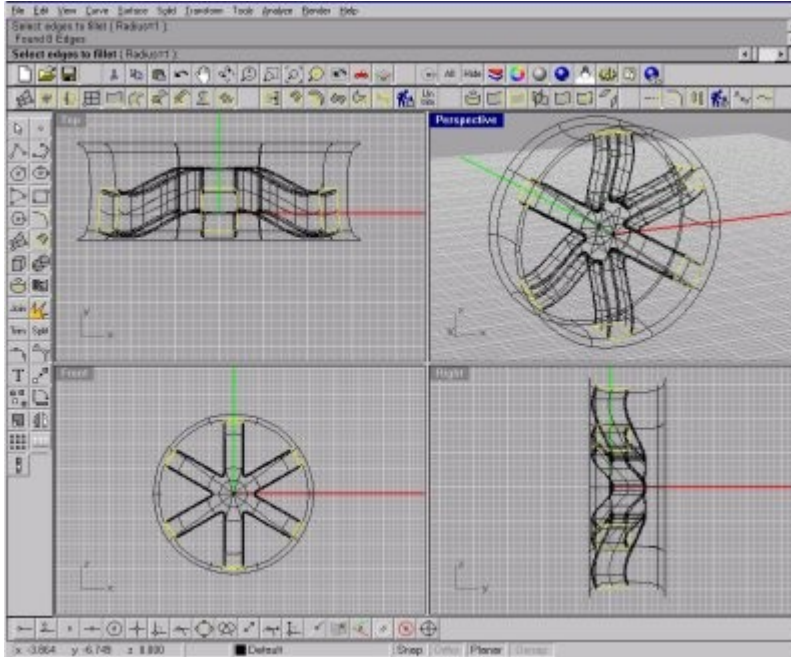 File Edit View Curve Surface Solid Transform Tools Analyze Render Help
Select edges to fillet ( Radius=1 ):
Found 8 Edges
Select edges to fillet ( Radius=1 ):
All Hide
Top
Perspective
Join
Trim Split
T
Front
Right
z
x
z
y
x -3.864 y -6.749 z 0.000 Default Snap Ortho Planar Osnap